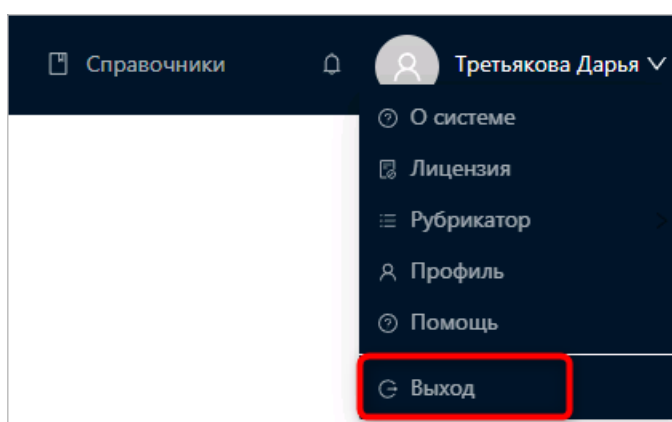 Справочники
Третьякова Дарья
О системе
Лицензия
Рубрикатор
Профиль
Помощь
Выход